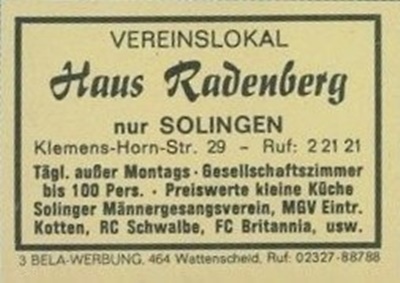 VEREINSLOKAL
Haus Radenberg
nur SOLINGEN
Klemens-Horn-Str. 29 - Ruf: 2 21 21
Tägl. außer Montags · Gesellschaftszimmer
bis 100 Pers. · Preiswerte kleine Küche
Solinger Männergesangsverein, MGV Eintr.
Kotten, RC Schwalbe, FC Britannia, usw.
3 BELA-WERBUNG, 464 Wattenscheid, Ruf: 02327-88788